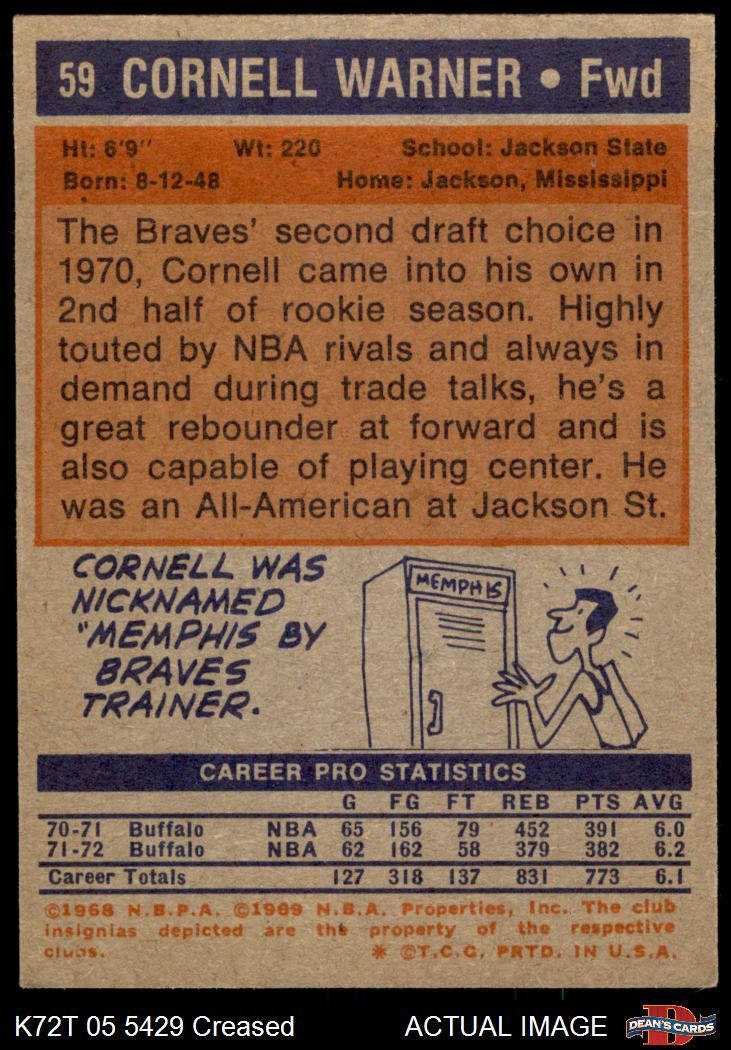 59 CORNELL WARNER • Fwd
Ht: 6'9" Wt: 220 School: Jackson State
Born: 8-12-48 Home: Jackson, Mississippi
The Braves' second draft choice in
1970, Cornell came into his own in
2nd half of rookie season. Highly
touted by NBA rivals and always in
demand during trade talks, he's a
great rebounder at forward and is
also capable of playing center. He
was an All-American at Jackson St.
CORNELL WAS
NICKNAMED
"MEMPHIS BY
BRAVES
TRAINER.
MEMPHIS
CAREER PRO STATISTICS
G FG FT REB PTS AVG
70-71 Buffalo NBA 65 156 79 452 391 6.0
71-72 Buffalo NBA 62 162 58 379 382 6.2
Career Totals 127 318 137 831 773 6.1
©1968 N.B.P.A. ©1969 N.B.A. Properties, Inc. The club
insignias depicted are the property of the respective
clubs. * ©T.C.G. PRTD. IN U.S.A.
K72T 05 5429 Creased ACTUAL IMAGE
D
DEAN'S CARDS